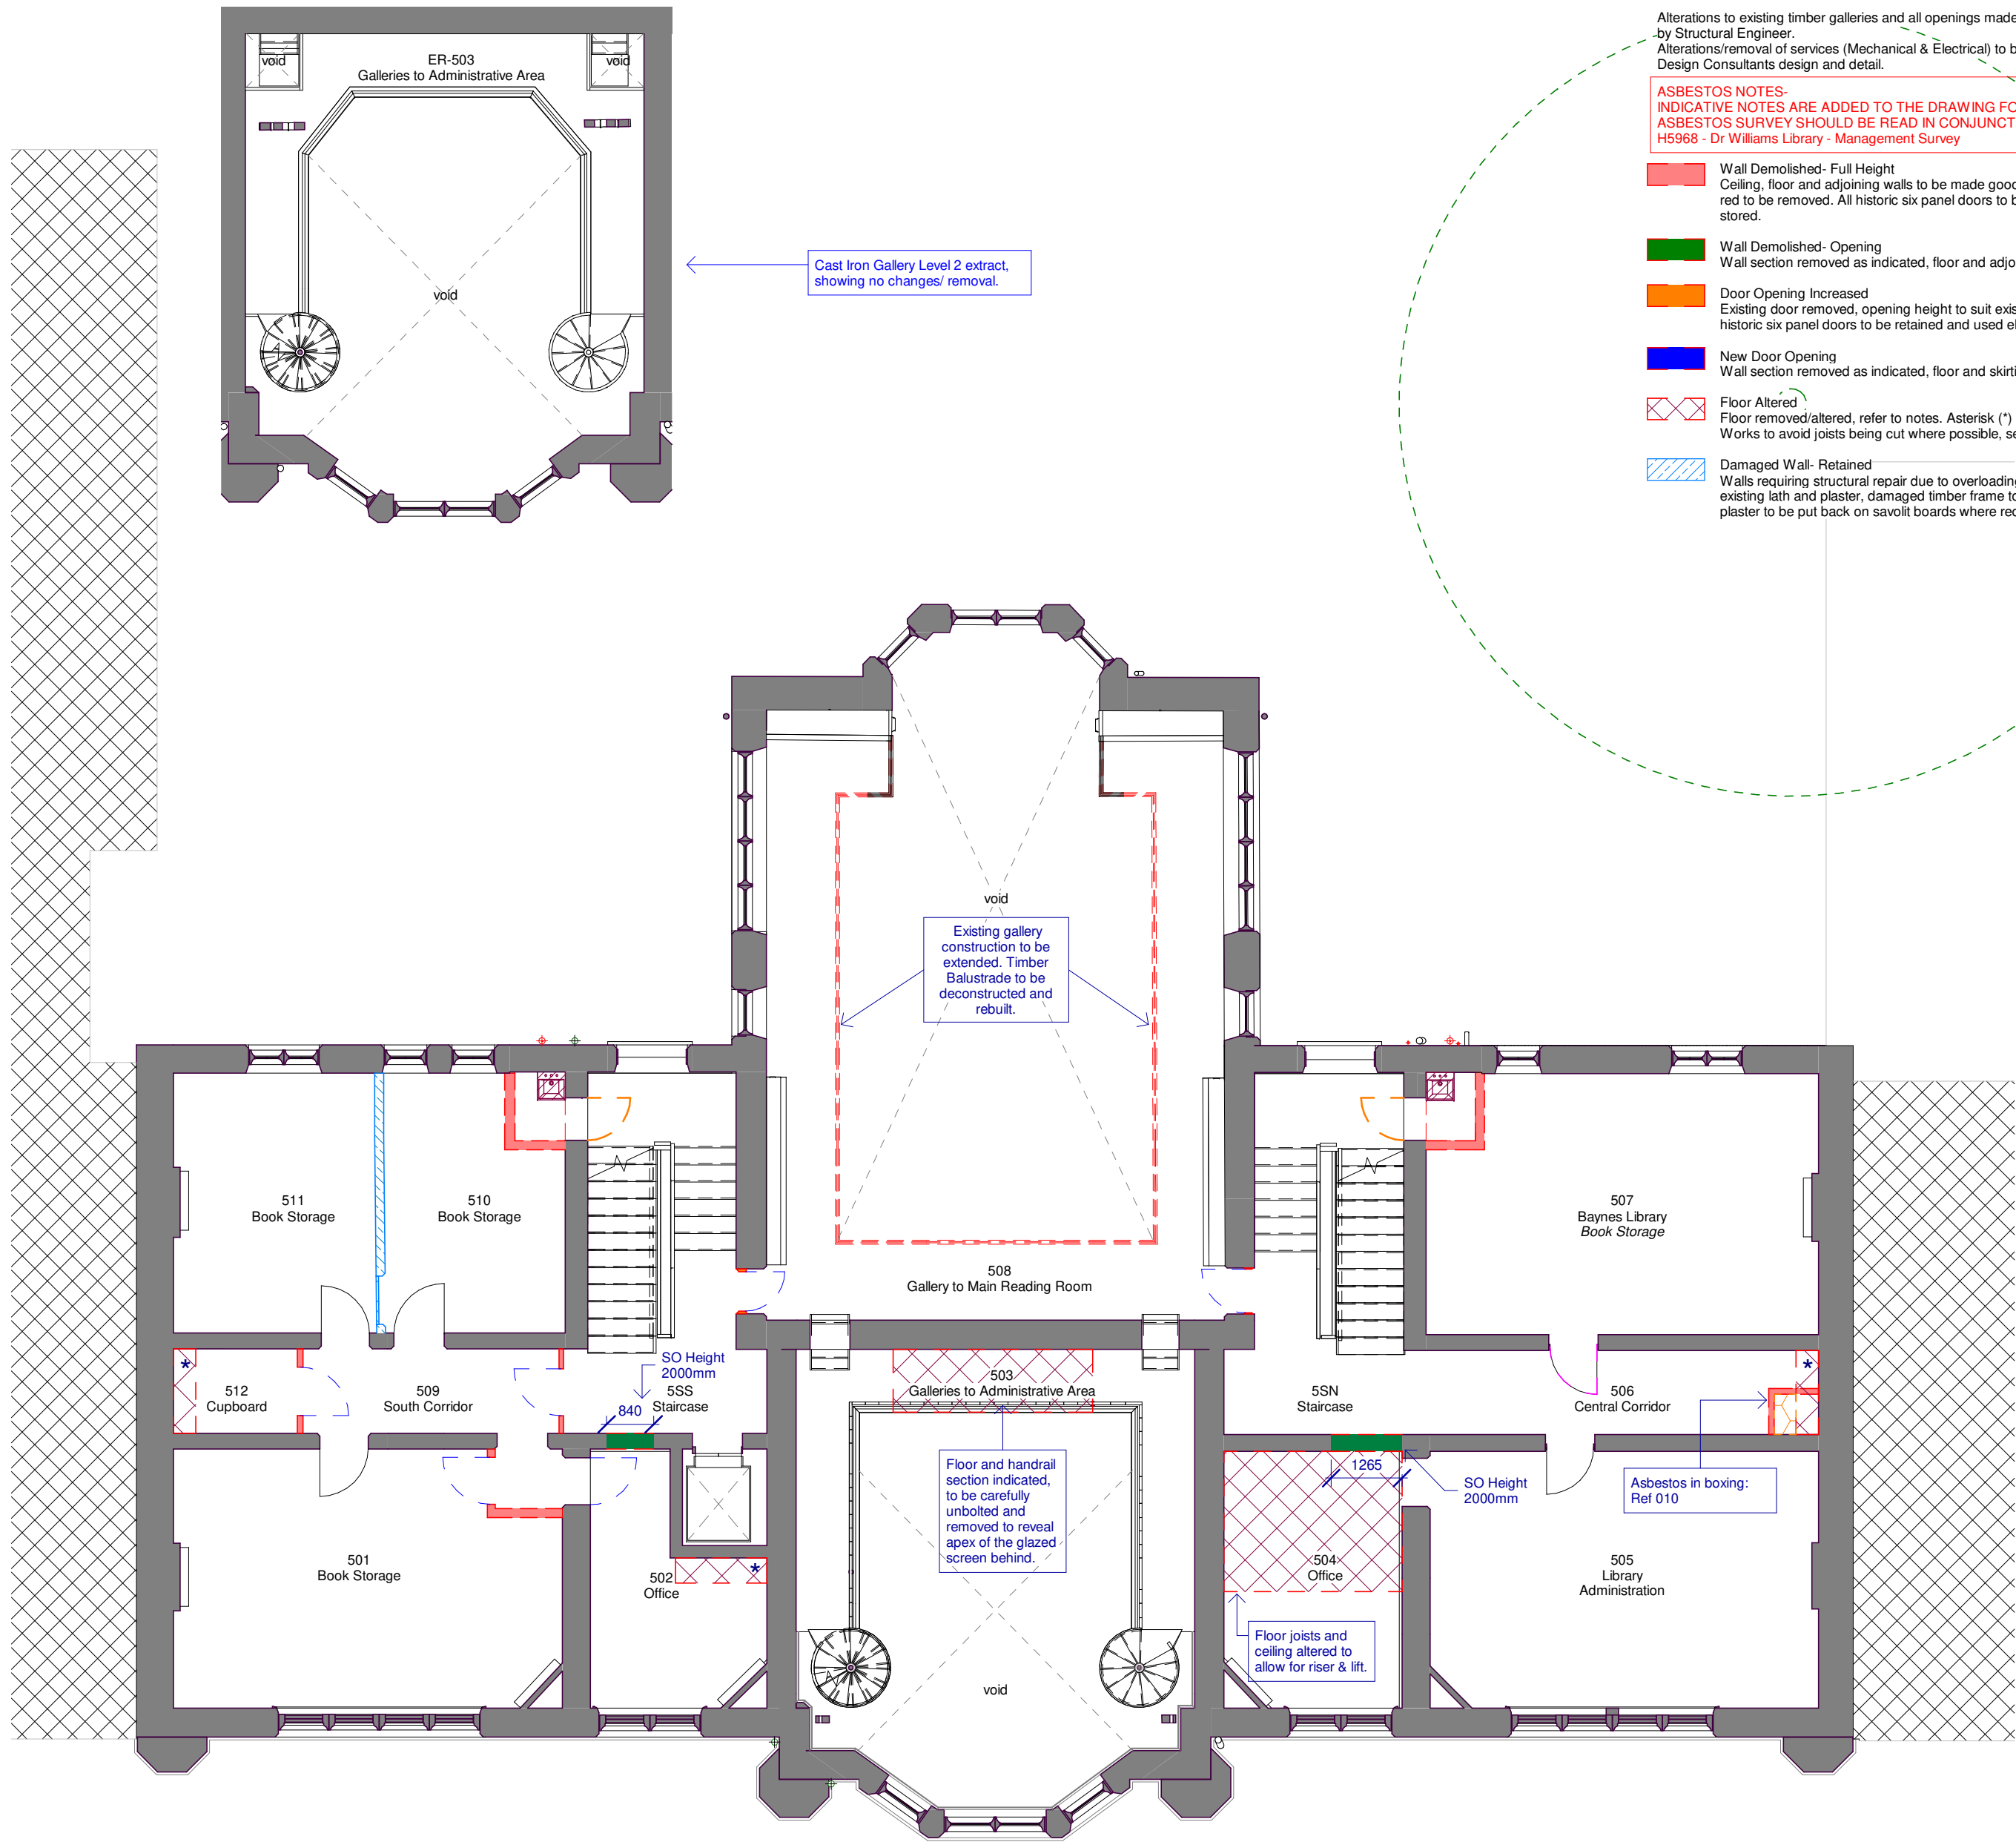 void
ER-503
Galleries to Administrative Area
void
void
Cast Iron Gallery Level 2 extract,
showing no changes/ removal.
Alterations to existing timber galleries and all openings made
by Structural Engineer.
Alterations/removal of services (Mechanical & Electrical) to b
Design Consultants design and detail.
ASBESTOS NOTES-
INDICATIVE NOTES ARE ADDED TO THE DRAWING FO
ASBESTOS SURVEY SHOULD BE READ IN CONJUNCT
H5968 - Dr Williams Library - Management Survey
Wall Demolished- Full Height
Ceiling, floor and adjoining walls to be made good
red to be removed. All historic six panel doors to b
stored.
Wall Demolished- Opening
Wall section removed as indicated, floor and adjo
Door Opening Increased
Existing door removed, opening height to suit exis
historic six panel doors to be retained and used el
New Door Opening
Wall section removed as indicated, floor and skirti
Floor Altered
Floor removed/altered, refer to notes. Asterisk (*)
Works to avoid joists being cut where possible, se
Damaged Wall- Retained
Walls requiring structural repair due to overloading
existing lath and plaster, damaged timber frame to
plaster to be put back on savolit boards where req
void
Existing gallery
construction to be
extended. Timber
Balustrade to be
deconstructed and
rebuilt.
511
Book Storage
510
Book Storage
508
Gallery to Main Reading Room
507
Baynes Library
Book Storage
*
512
Cupboard
509
South Corridor
SO Height
2000mm
840
5SS
Staircase
503
Galleries to Administrative Area
5SN
Staircase
506
Central Corridor
*
Floor and handrail
section indicated,
to be carefully
unbolted and
removed to reveal
apex of the glazed
screen behind.
1265
SO Height
2000mm
Asbestos in boxing:
Ref 010
501
Book Storage
502
Office
*
504
Office
505
Library
Administration
Floor joists and
ceiling altered to
allow for riser & lift.
void